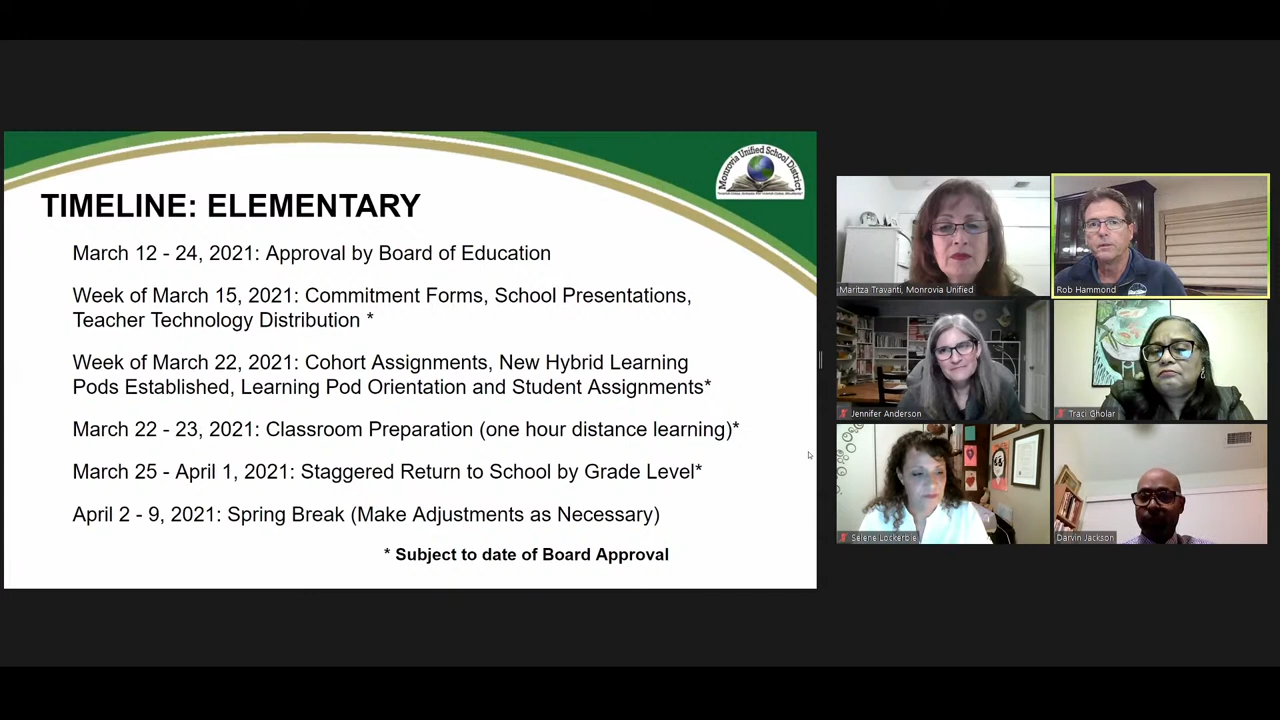 Monrovia Unified School District
TIMELINE: ELEMENTARY
March 12 - 24, 2021: Approval by Board of Education
Week of March 15, 2021: Commitment Forms, School Presentations,
Teacher Technology Distribution *
Week of March 22, 2021: Cohort Assignments, New Hybrid Learning
Pods Established, Learning Pod Orientation and Student Assignments*
March 22 - 23, 2021: Classroom Preparation (one hour distance learning)*
March 25 - April 1, 2021: Staggered Return to School by Grade Level*
April 2 - 9, 2021: Spring Break (Make Adjustments as Necessary)
* Subject to date of Board Approval
Maritza Travanti, Monrovia Unified
Rob Hammond
Jennifer Anderson
Traci Gholar
Selene Lockerbie
Darvin Jackson